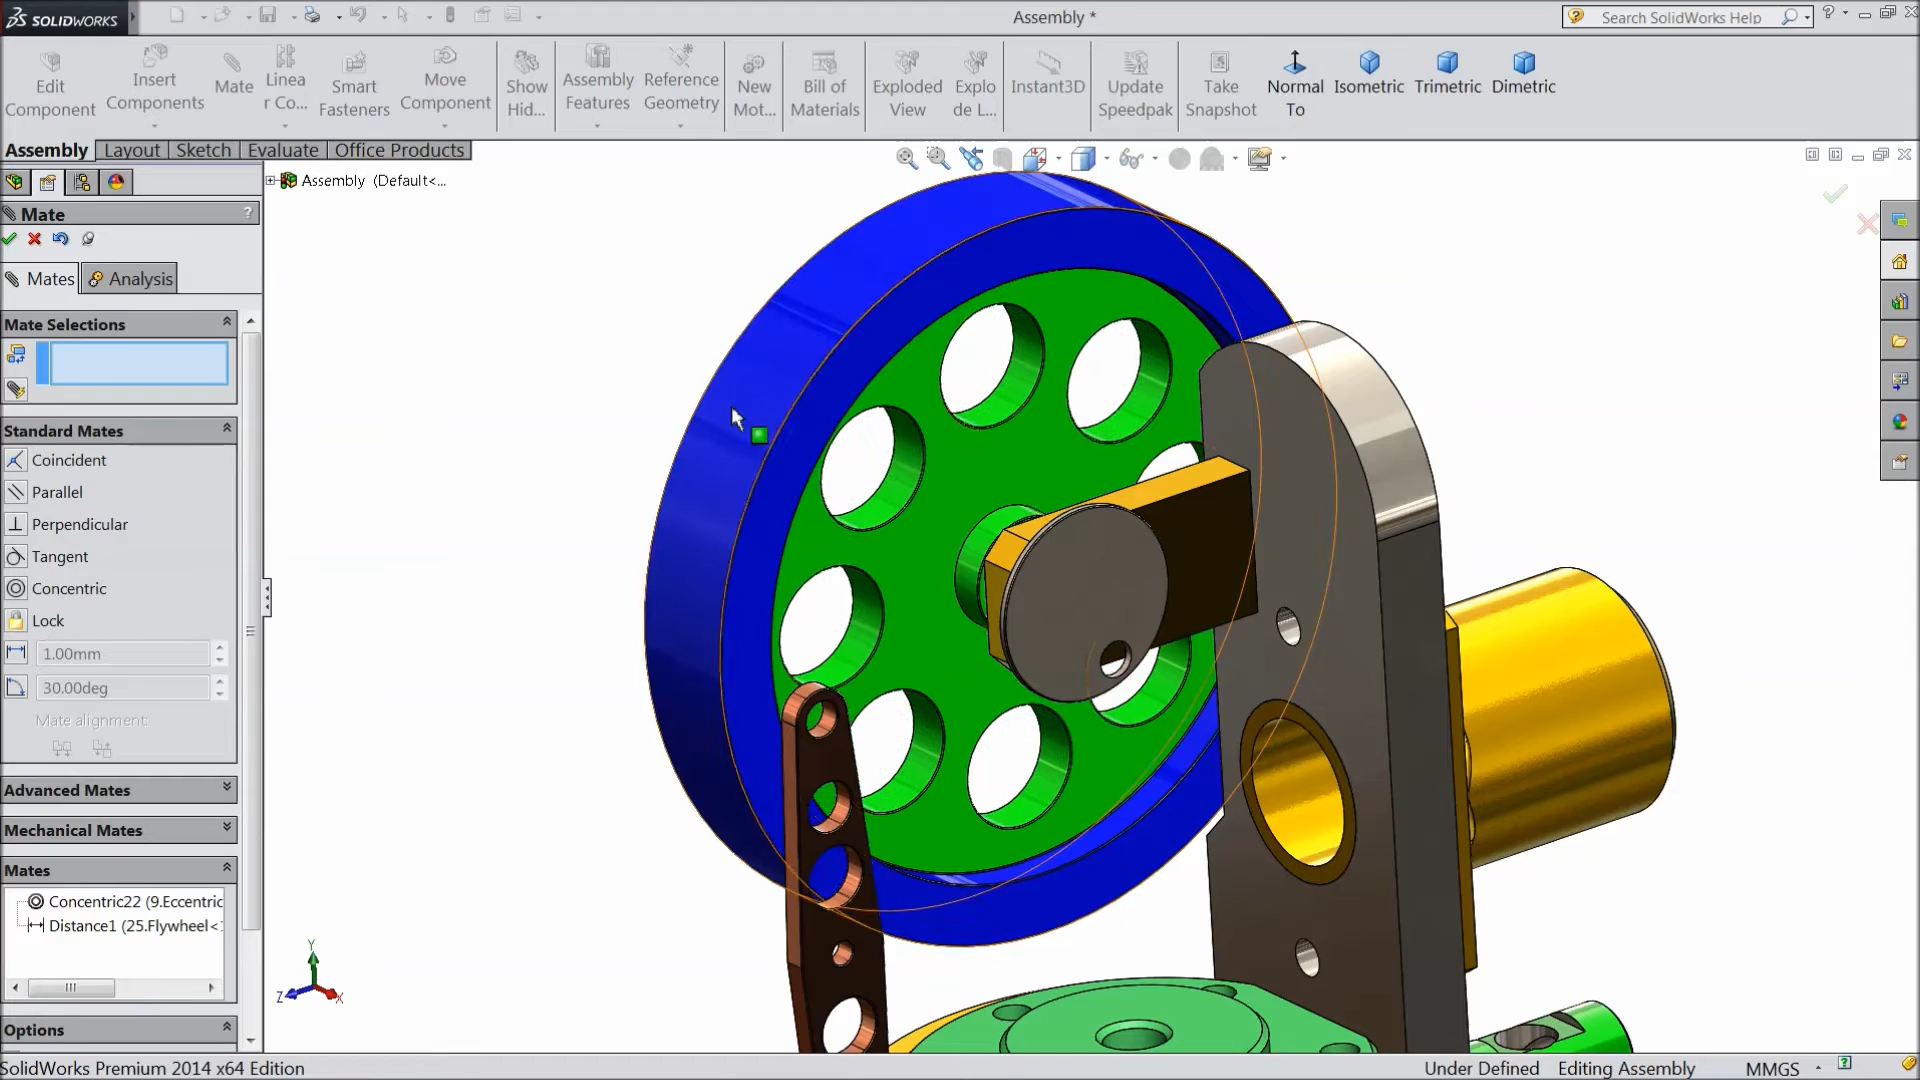 SOLIDWORKS
Assembly *
Search SolidWorks Help
Edit Component
Insert Components
Mate
Linea r Co...
Smart Fasteners
Move Component
Show Hid...
Assembly Features
Reference Geometry
New Mot...
Bill of Materials
Exploded View
Explo de L...
Instant3D
Update Speedpak
Take Snapshot
Normal To
Isometric
Trimetric
Dimetric
Assembly
Layout
Sketch
Evaluate
Office Products
Assembly (Default<...
Mate
?
Mates
Analysis
Mate Selections
Standard Mates
Coincident
Parallel
Perpendicular
Tangent
Concentric
Lock
1.00mm
30.00deg
Mate alignment:
Advanced Mates
Mechanical Mates
Mates
Concentric22 (9.Eccentric
Distance1 (25.Flywheel<
Options
Y
Z
X
SolidWorks Premium 2014 x64 Edition
Under Defined
Editing Assembly
MMGS